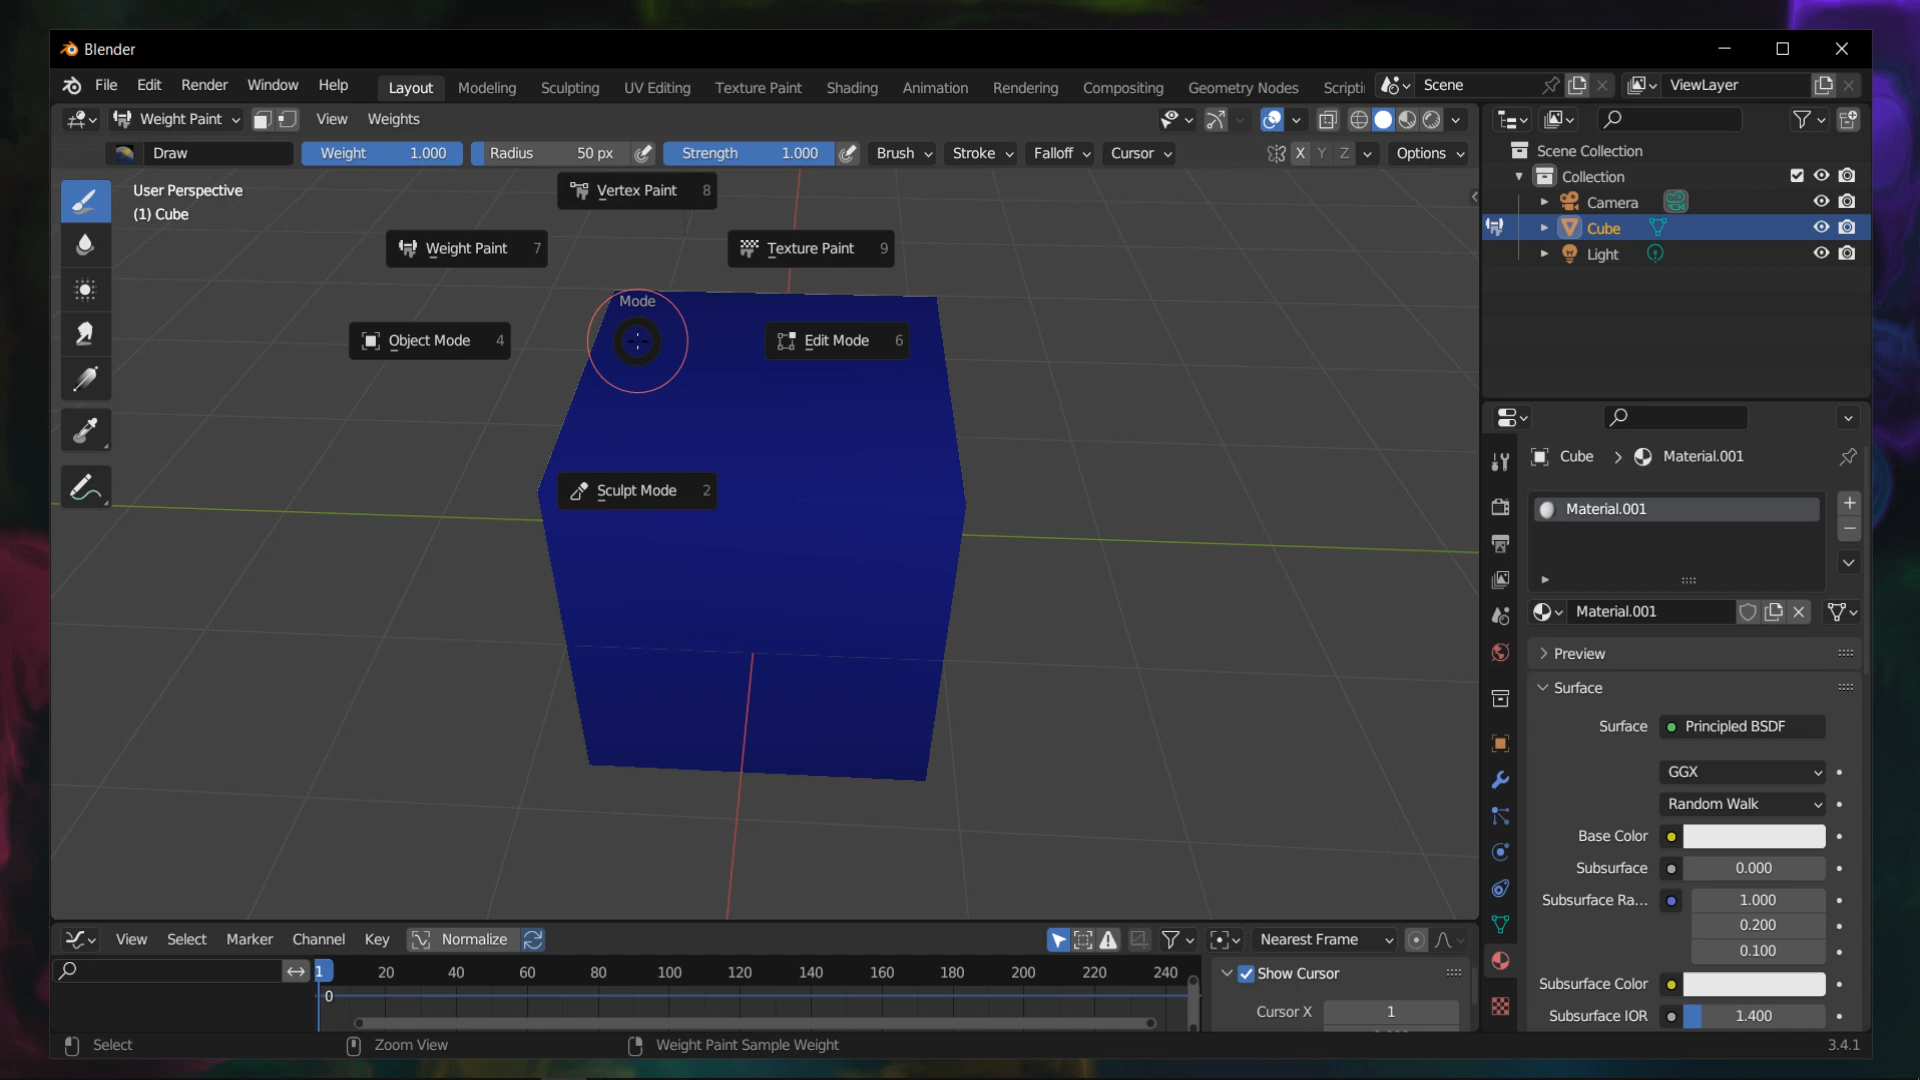 Blender
File Edit Render Window Help
Layout Modeling Sculpting UV Editing Texture Paint Shading Animation Rendering Compositing Geometry Nodes Scripti
Scene
ViewLayer
Weight Paint View Weights
Draw
Weight 1.000
Radius 50 px
Strength 1.000
Brush Stroke Falloff Cursor
X Y Z
Options
User Perspective
(1) Cube
Vertex Paint 8
Weight Paint 7
Texture Paint 9
Mode
Object Mode 4
Edit Mode 6
Sculpt Mode 2
Scene Collection
Collection
Camera
Cube
Light
Cube > Material.001
Material.001
Material.001
Preview
Surface
Surface Principled BSDF
GGX
Random Walk
Base Color
Subsurface 0.000
Subsurface Ra... 1.000
0.200
0.100
Subsurface Color
Subsurface IOR 1.400
View Select Marker Channel Key Normalize
Nearest Frame
1 20 40 60 80 100 120 140 160 180 200 220 240
0
Show Cursor
Cursor X 1
Select
Zoom View
Weight Paint Sample Weight
3.4.1